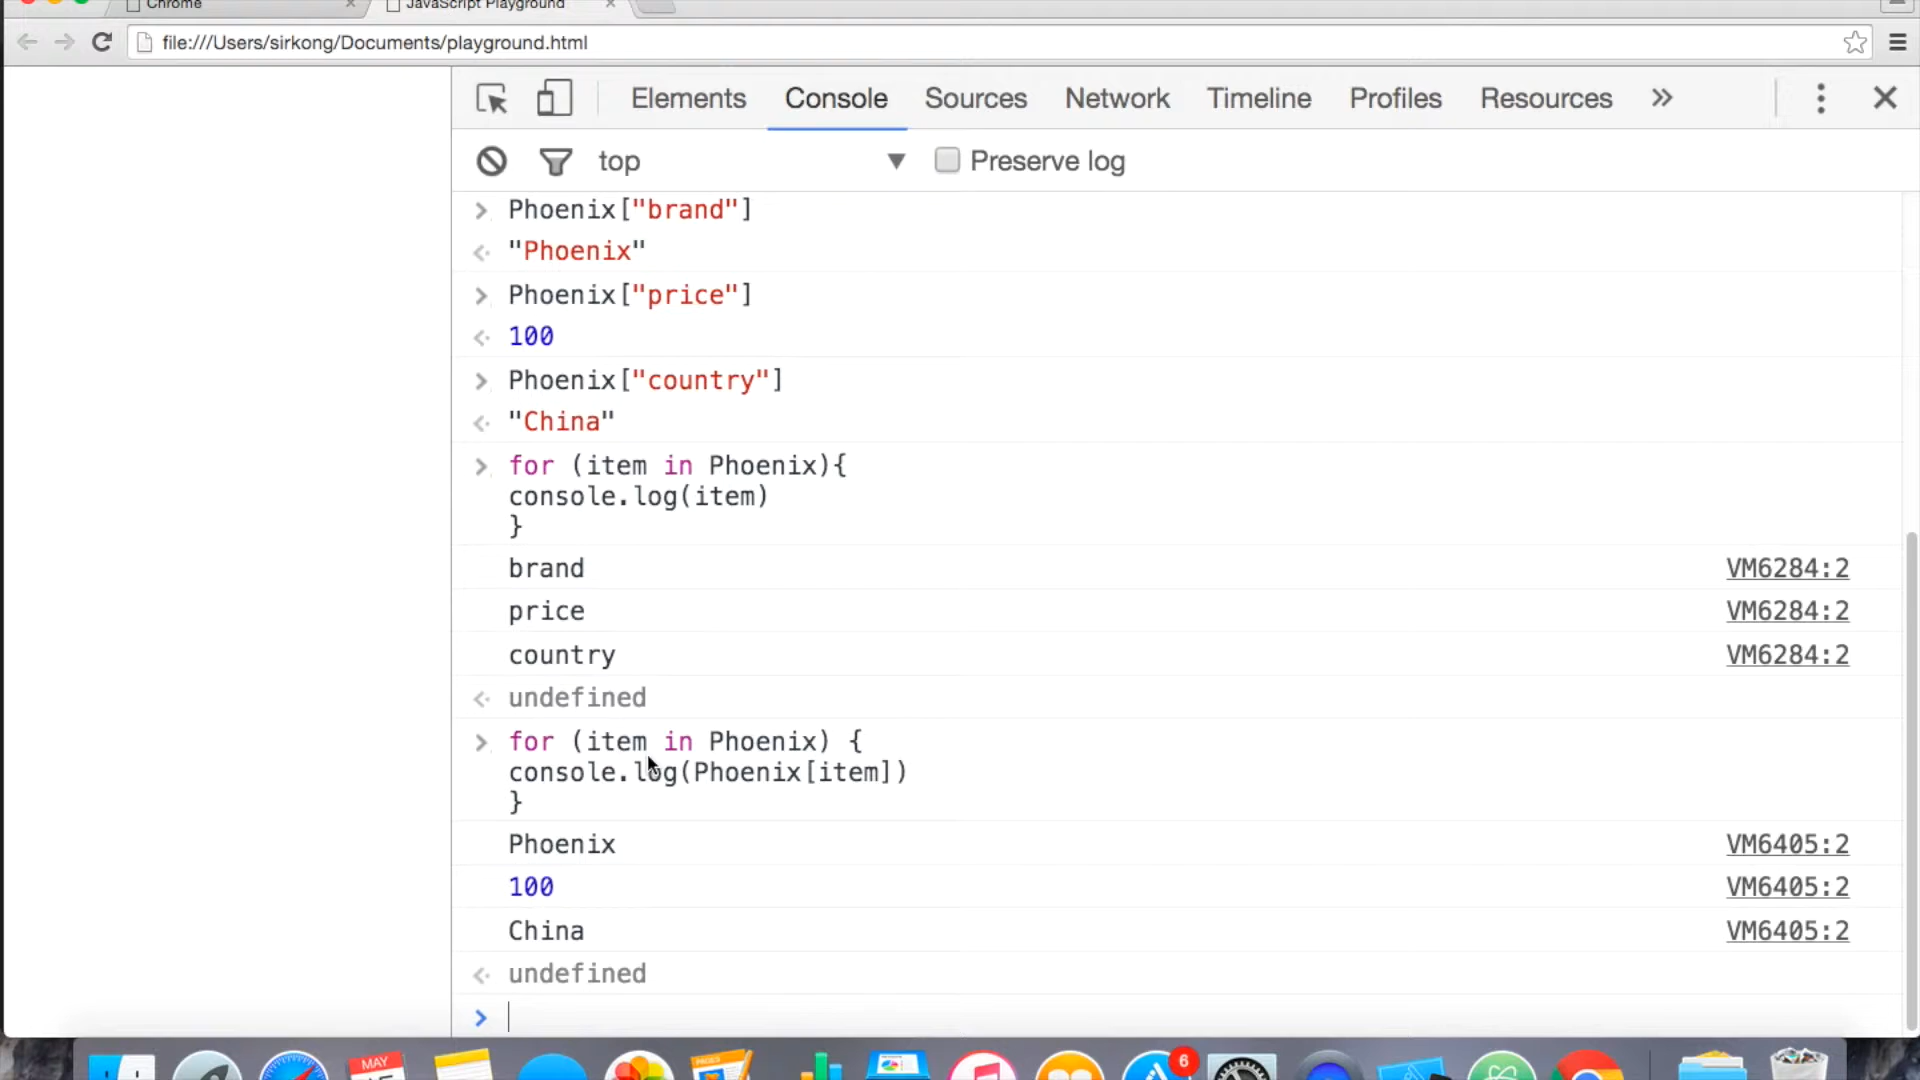 Chrome
JavaScript Playground
file:///Users/sirkong/Documents/playground.html
Elements Console Sources Network Timeline Profiles Resources
top Preserve log
Phoenix["brand"]
"Phoenix"
Phoenix["price"]
100
Phoenix["country"]
"China"
for (item in Phoenix){
console.log(item)
}
brand VM6284:2
price VM6284:2
country VM6284:2
undefined
for (item in Phoenix) {
console.log(Phoenix[item])
}
Phoenix VM6405:2
100 VM6405:2
China VM6405:2
undefined
MAY
PAGES
6